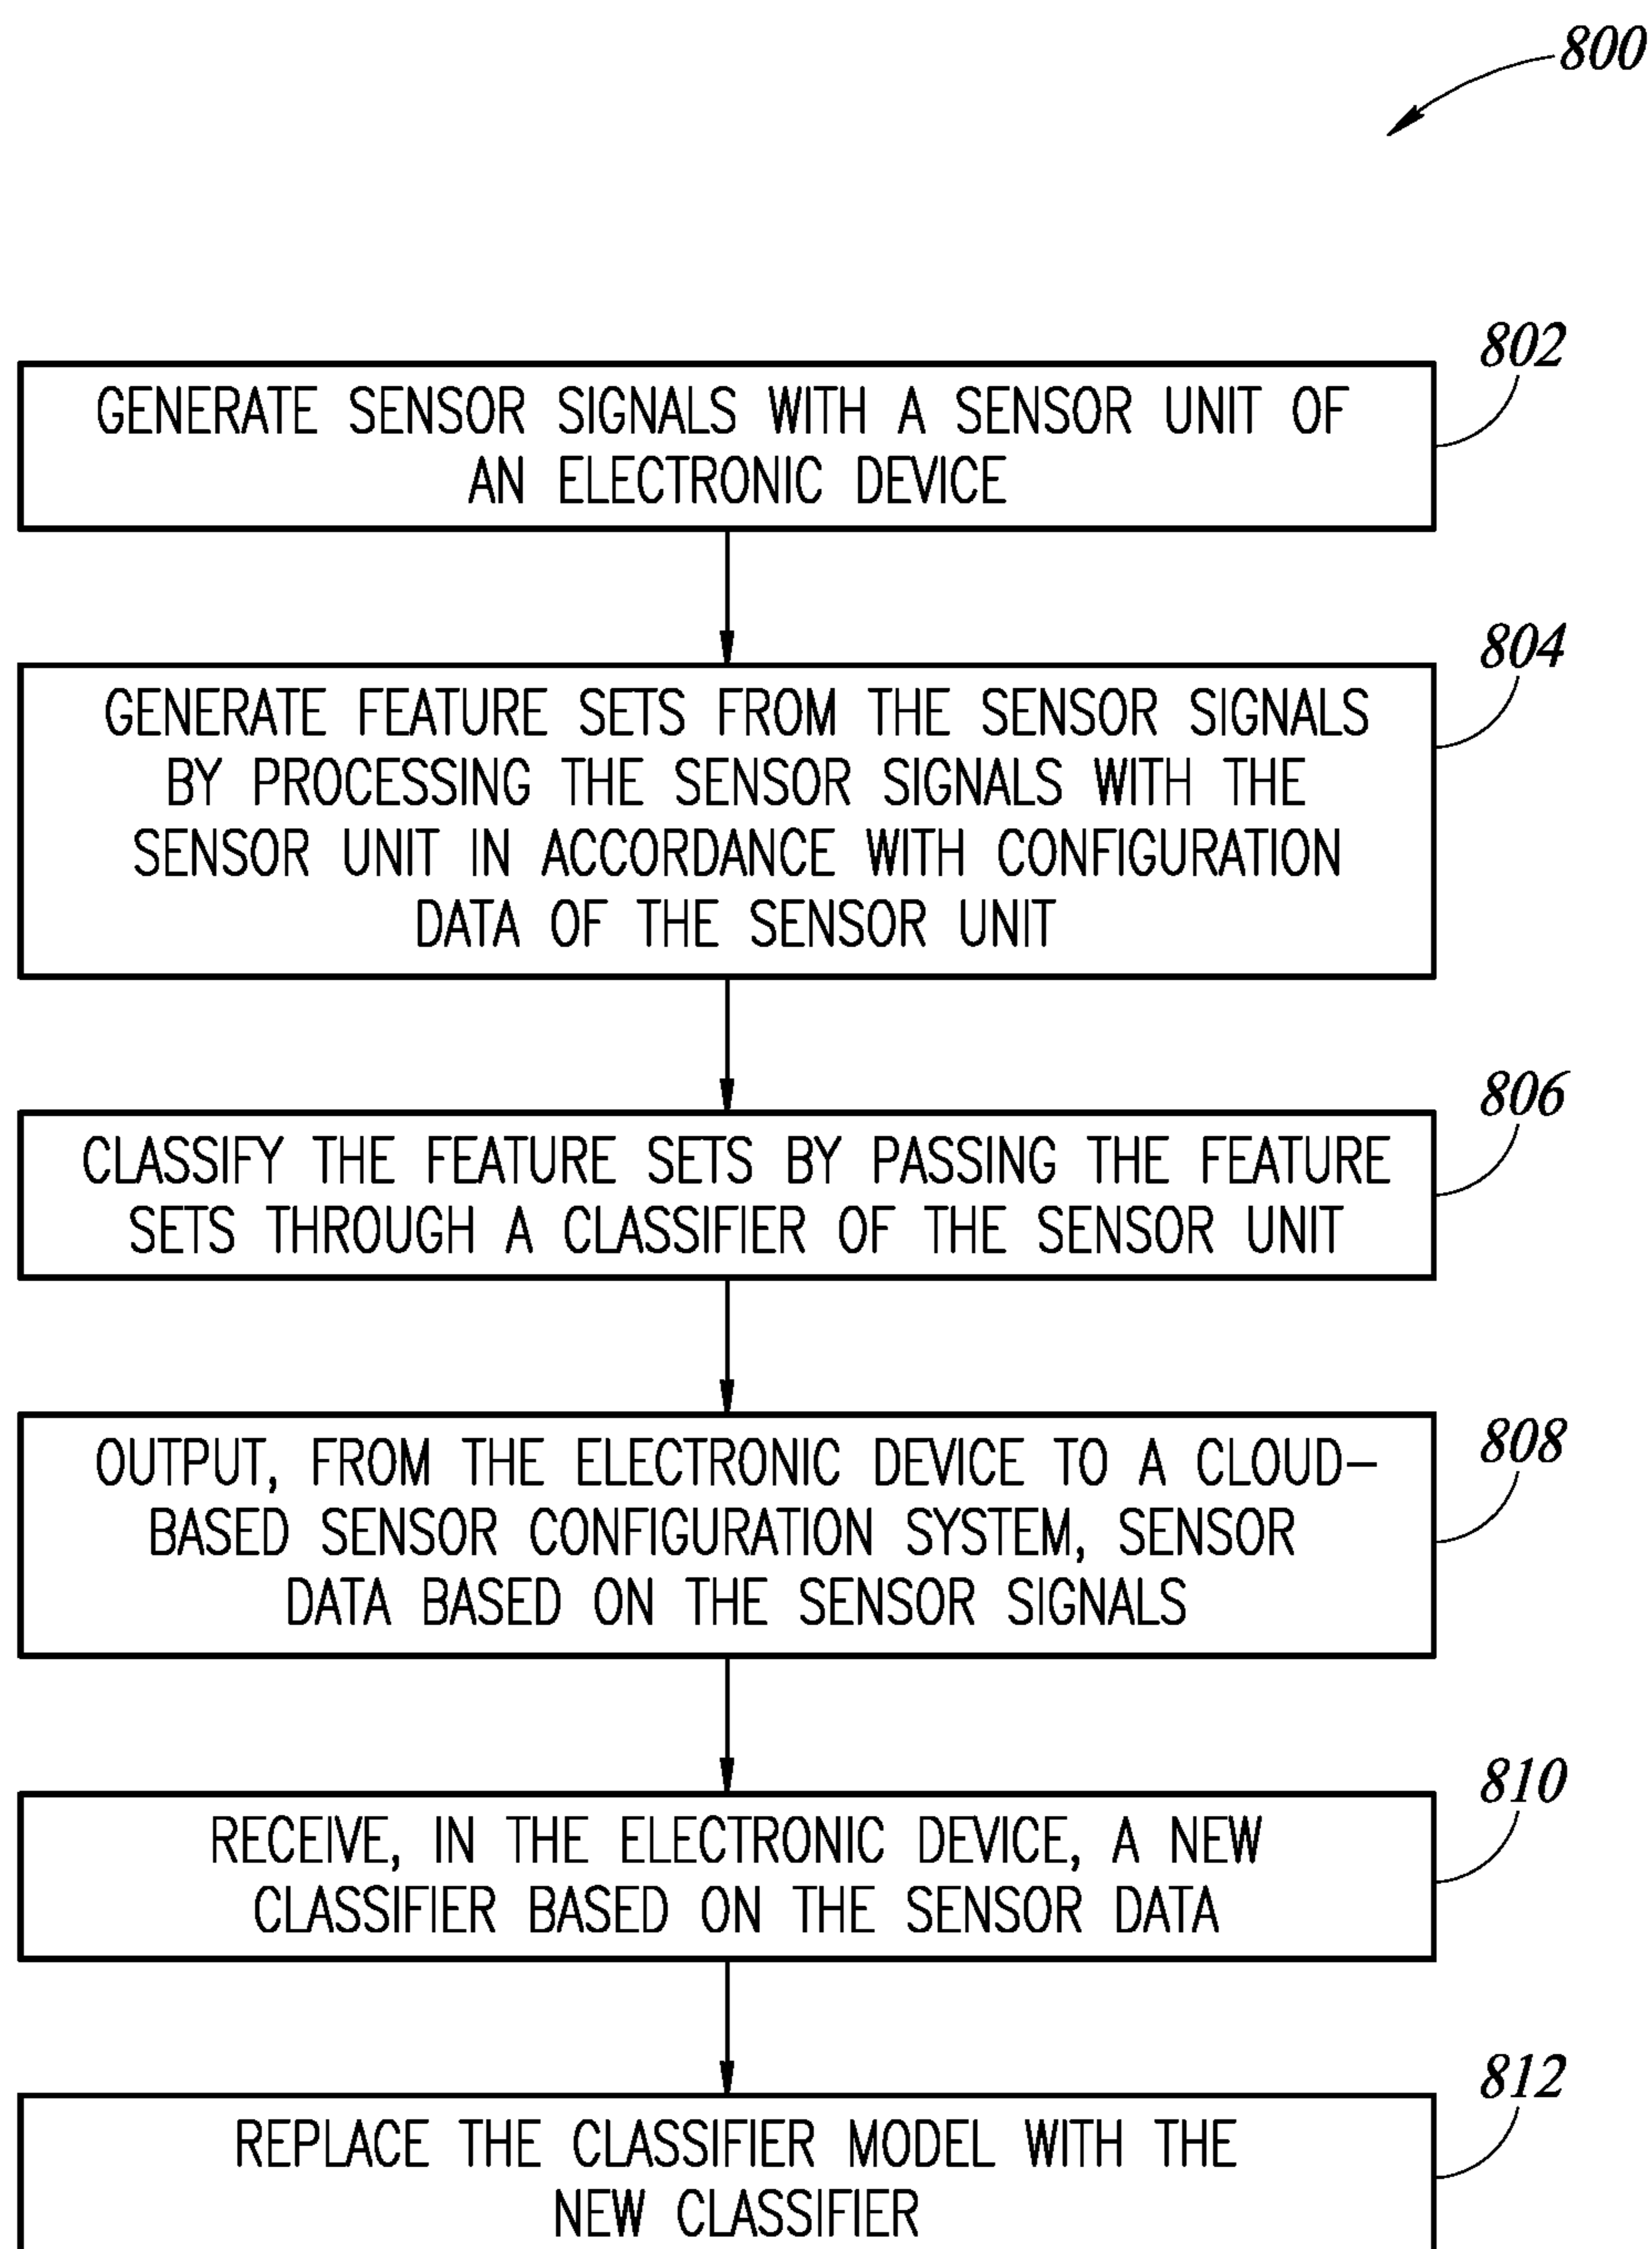 800
802
GENERATE SENSOR SIGNALS WITH A SENSOR UNIT OF
AN ELECTRONIC DEVICE
804
GENERATE FEATURE SETS FROM THE SENSOR SIGNALS
BY PROCESSING THE SENSOR SIGNALS WITH THE
SENSOR UNIT IN ACCORDANCE WITH CONFIGURATION
DATA OF THE SENSOR UNIT
806
CLASSIFY THE FEATURE SETS BY PASSING THE FEATURE
SETS THROUGH A CLASSIFIER OF THE SENSOR UNIT
808
OUTPUT, FROM THE ELECTRONIC DEVICE TO A CLOUD-
BASED SENSOR CONFIGURATION SYSTEM, SENSOR
DATA BASED ON THE SENSOR SIGNALS
810
RECEIVE, IN THE ELECTRONIC DEVICE, A NEW
CLASSIFIER BASED ON THE SENSOR DATA
812
REPLACE THE CLASSIFIER MODEL WITH THE
NEW CLASSIFIER